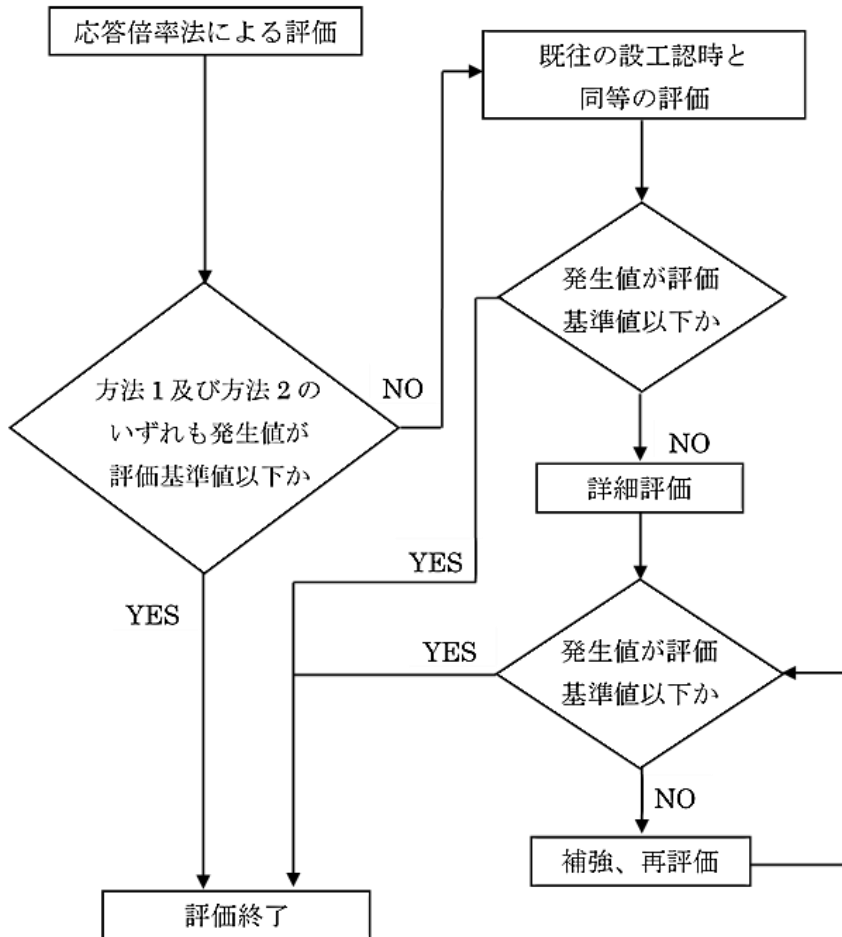 応答倍率法による評価
既往の設工認時と
同等の評価
発生値が評価
基準値以下か
方法1及び方法2の
いずれも発生値が
評価基準値以下か
NO
NO
詳細評価
YES
YES
YES
発生値が評価
基準値以下か
NO
補強、再評価
評価終了